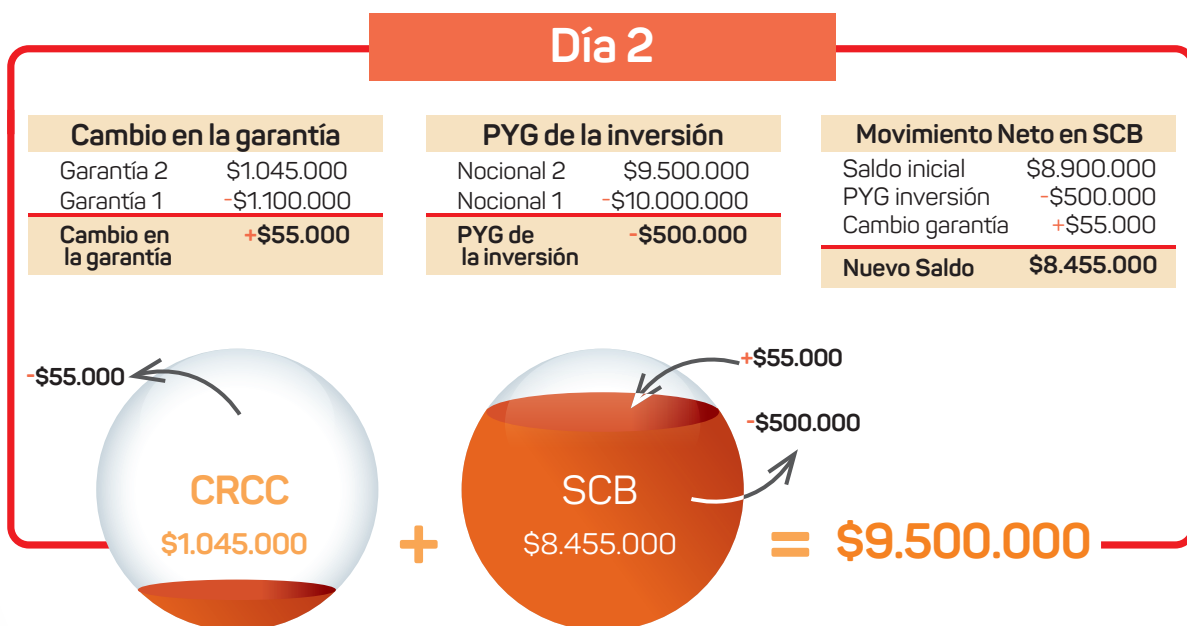 Día 2
Cambio en la garantía
Garantía 2 $1.045.000
Garantía 1 -$1.100.000
Cambio en +$55.000
la garantía
PYG de la inversión
Nocional 2 $9.500.000
Nocional 1 -$10.000.000
PYG de -$500.000
la inversión
Movimiento Neto en SCB
Saldo inicial $8.900.000
PYG inversión -$500.000
Cambio garantía +$55.000
Nuevo Saldo $8.455.000
-$55.000
CRCC
$1.045.000
+
+$55.000
-$500.000
SCB
$8.455.000
= $9.500.000